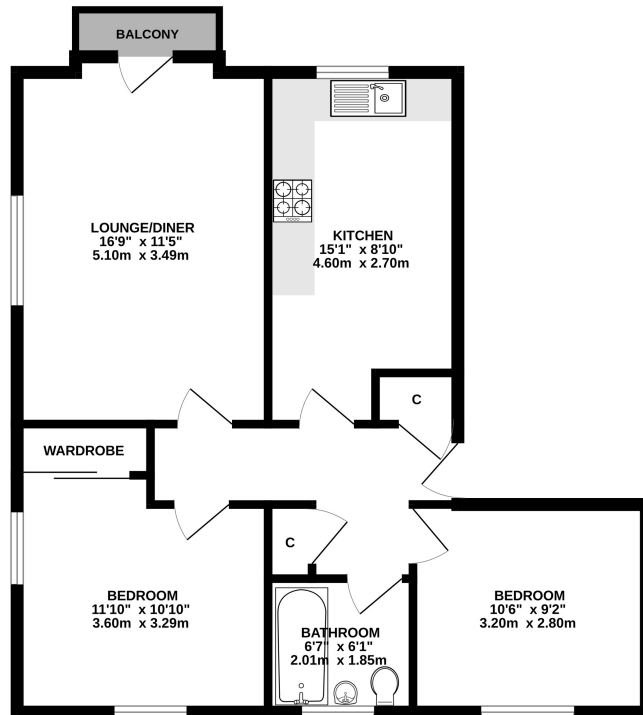 BALCONY
LOUNGE/DINER
16'9" x 11'5"
5.10m x 3.49m
KITCHEN
15'1" x 8'10"
4.60m x 2.70m
C
WARDROBE
C
BEDROOM
11'10" x 10'10"
3.60m x 3.29m
BATHROOM
6'7" x 6'1"
2.01m x 1.85m
BEDROOM
10'6" x 9'2"
3.20m x 2.80m